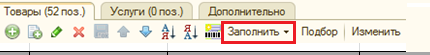 Товары (52 поз.) Услуги (0 поз.) Дополнительно
Заполнить Подбор Изменить